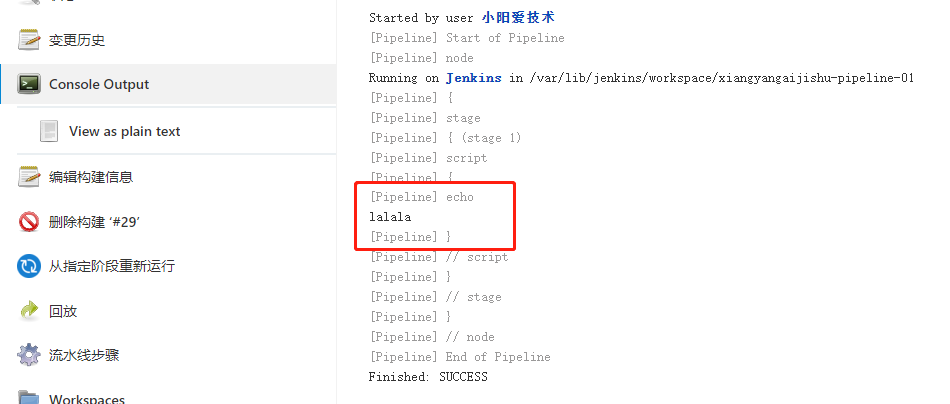 变更历史
Console Output
View as plain text
编辑构建信息
删除构建 ‘#29’
从指定阶段重新运行
回放
流水线步骤
Workspaces
Started by user 小阳爱技术
[Pipeline] Start of Pipeline
[Pipeline] node
Running on Jenkins in /var/lib/jenkins/workspace/xiangyangaijishu-pipeline-01
[Pipeline] {
[Pipeline] stage
[Pipeline] { (stage 1)
[Pipeline] script
[Pipeline] {
[Pipeline] echo
lalala
[Pipeline] }
[Pipeline] // script
[Pipeline] }
[Pipeline] // stage
[Pipeline] }
[Pipeline] // node
[Pipeline] End of Pipeline
Finished: SUCCESS